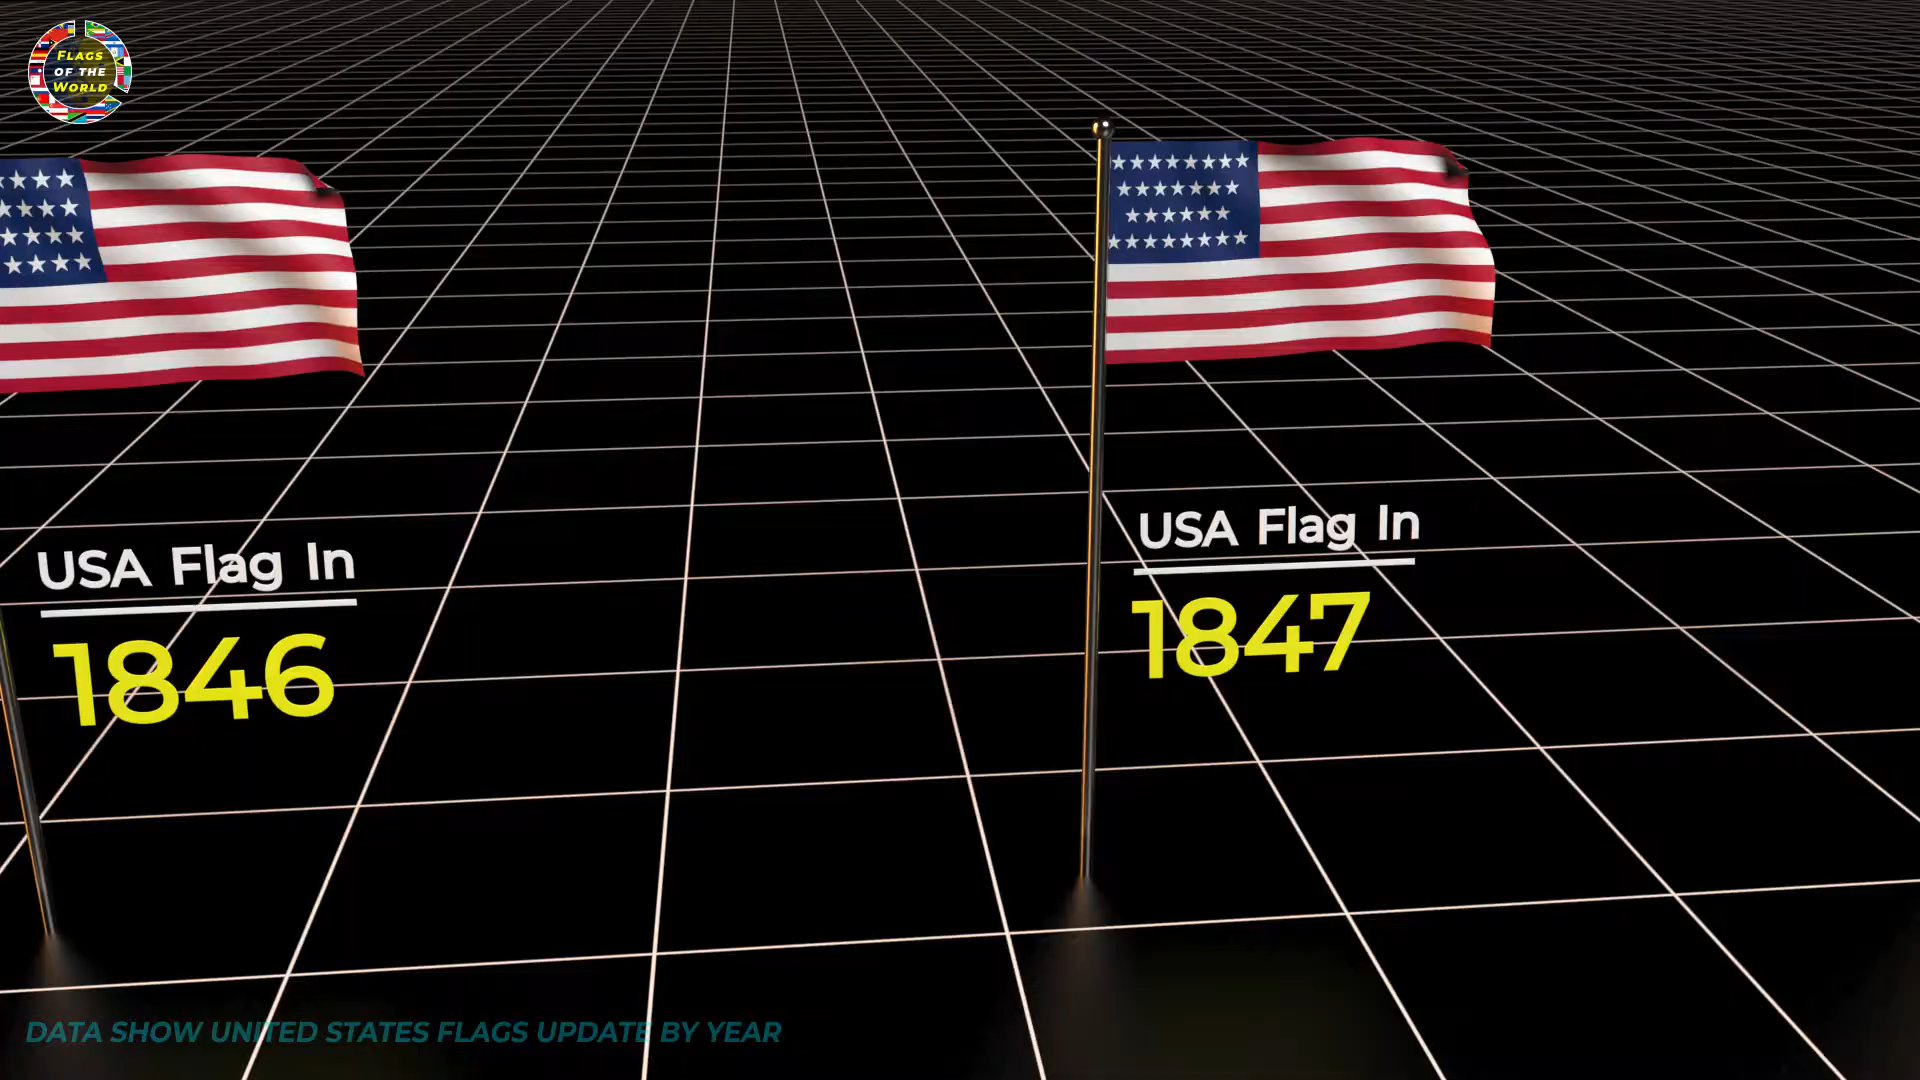 FLAGS
OF THE
WORLD
USA Flag In
1846
USA Flag In
1847
DATA SHOW UNITED STATES FLAGS UPDATE BY YEAR